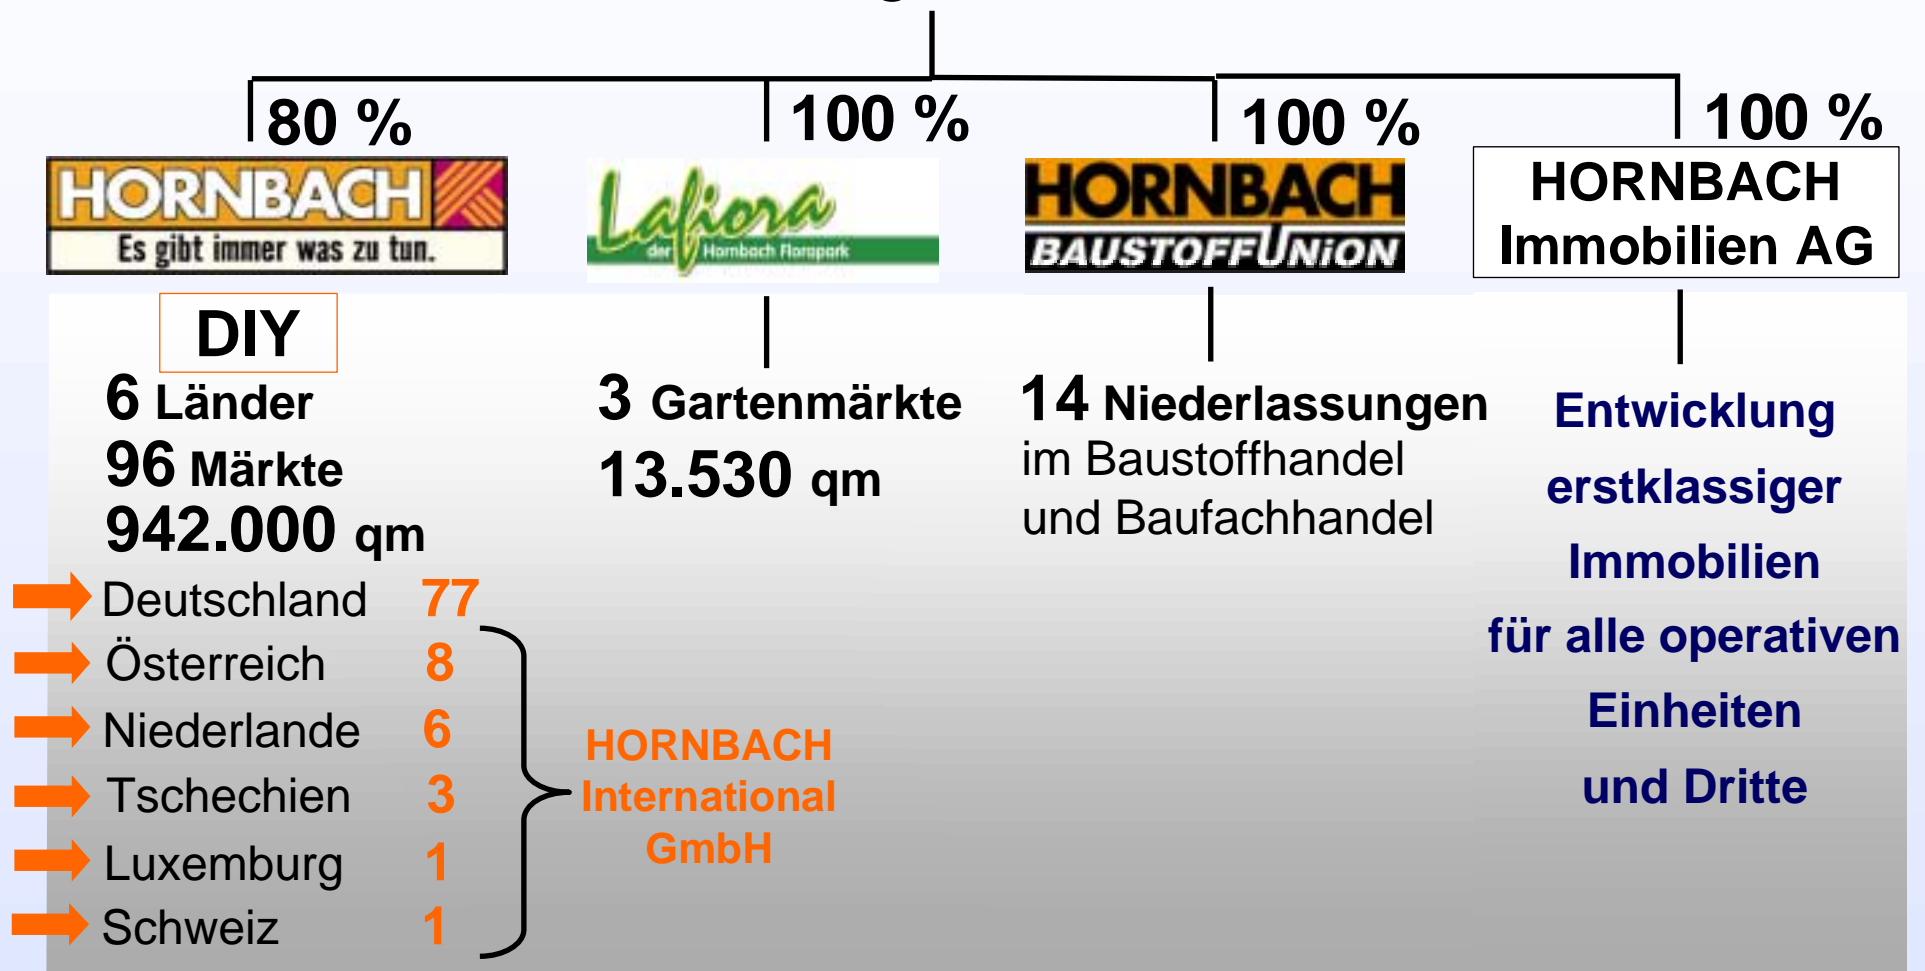 80 %
100 %
100 %
100 %
HORNBACH
Es gibt immer was zu tun.
Lafiora
der Hornbach Florapark
HORNBACH
BAUSTOFFUNiON
HORNBACH
Immobilien AG
DIY
6 Länder
96 Märkte
942.000 qm
Deutschland 77
Österreich 8
Niederlande 6
Tschechien 3
Luxemburg 1
Schweiz 1
HORNBACH
International
GmbH
3 Gartenmärkte
13.530 qm
14 Niederlassungen
im Baustoffhandel
und Baufachhandel
Entwicklung
erstklassiger
Immobilien
für alle operativen
Einheiten
und Dritte